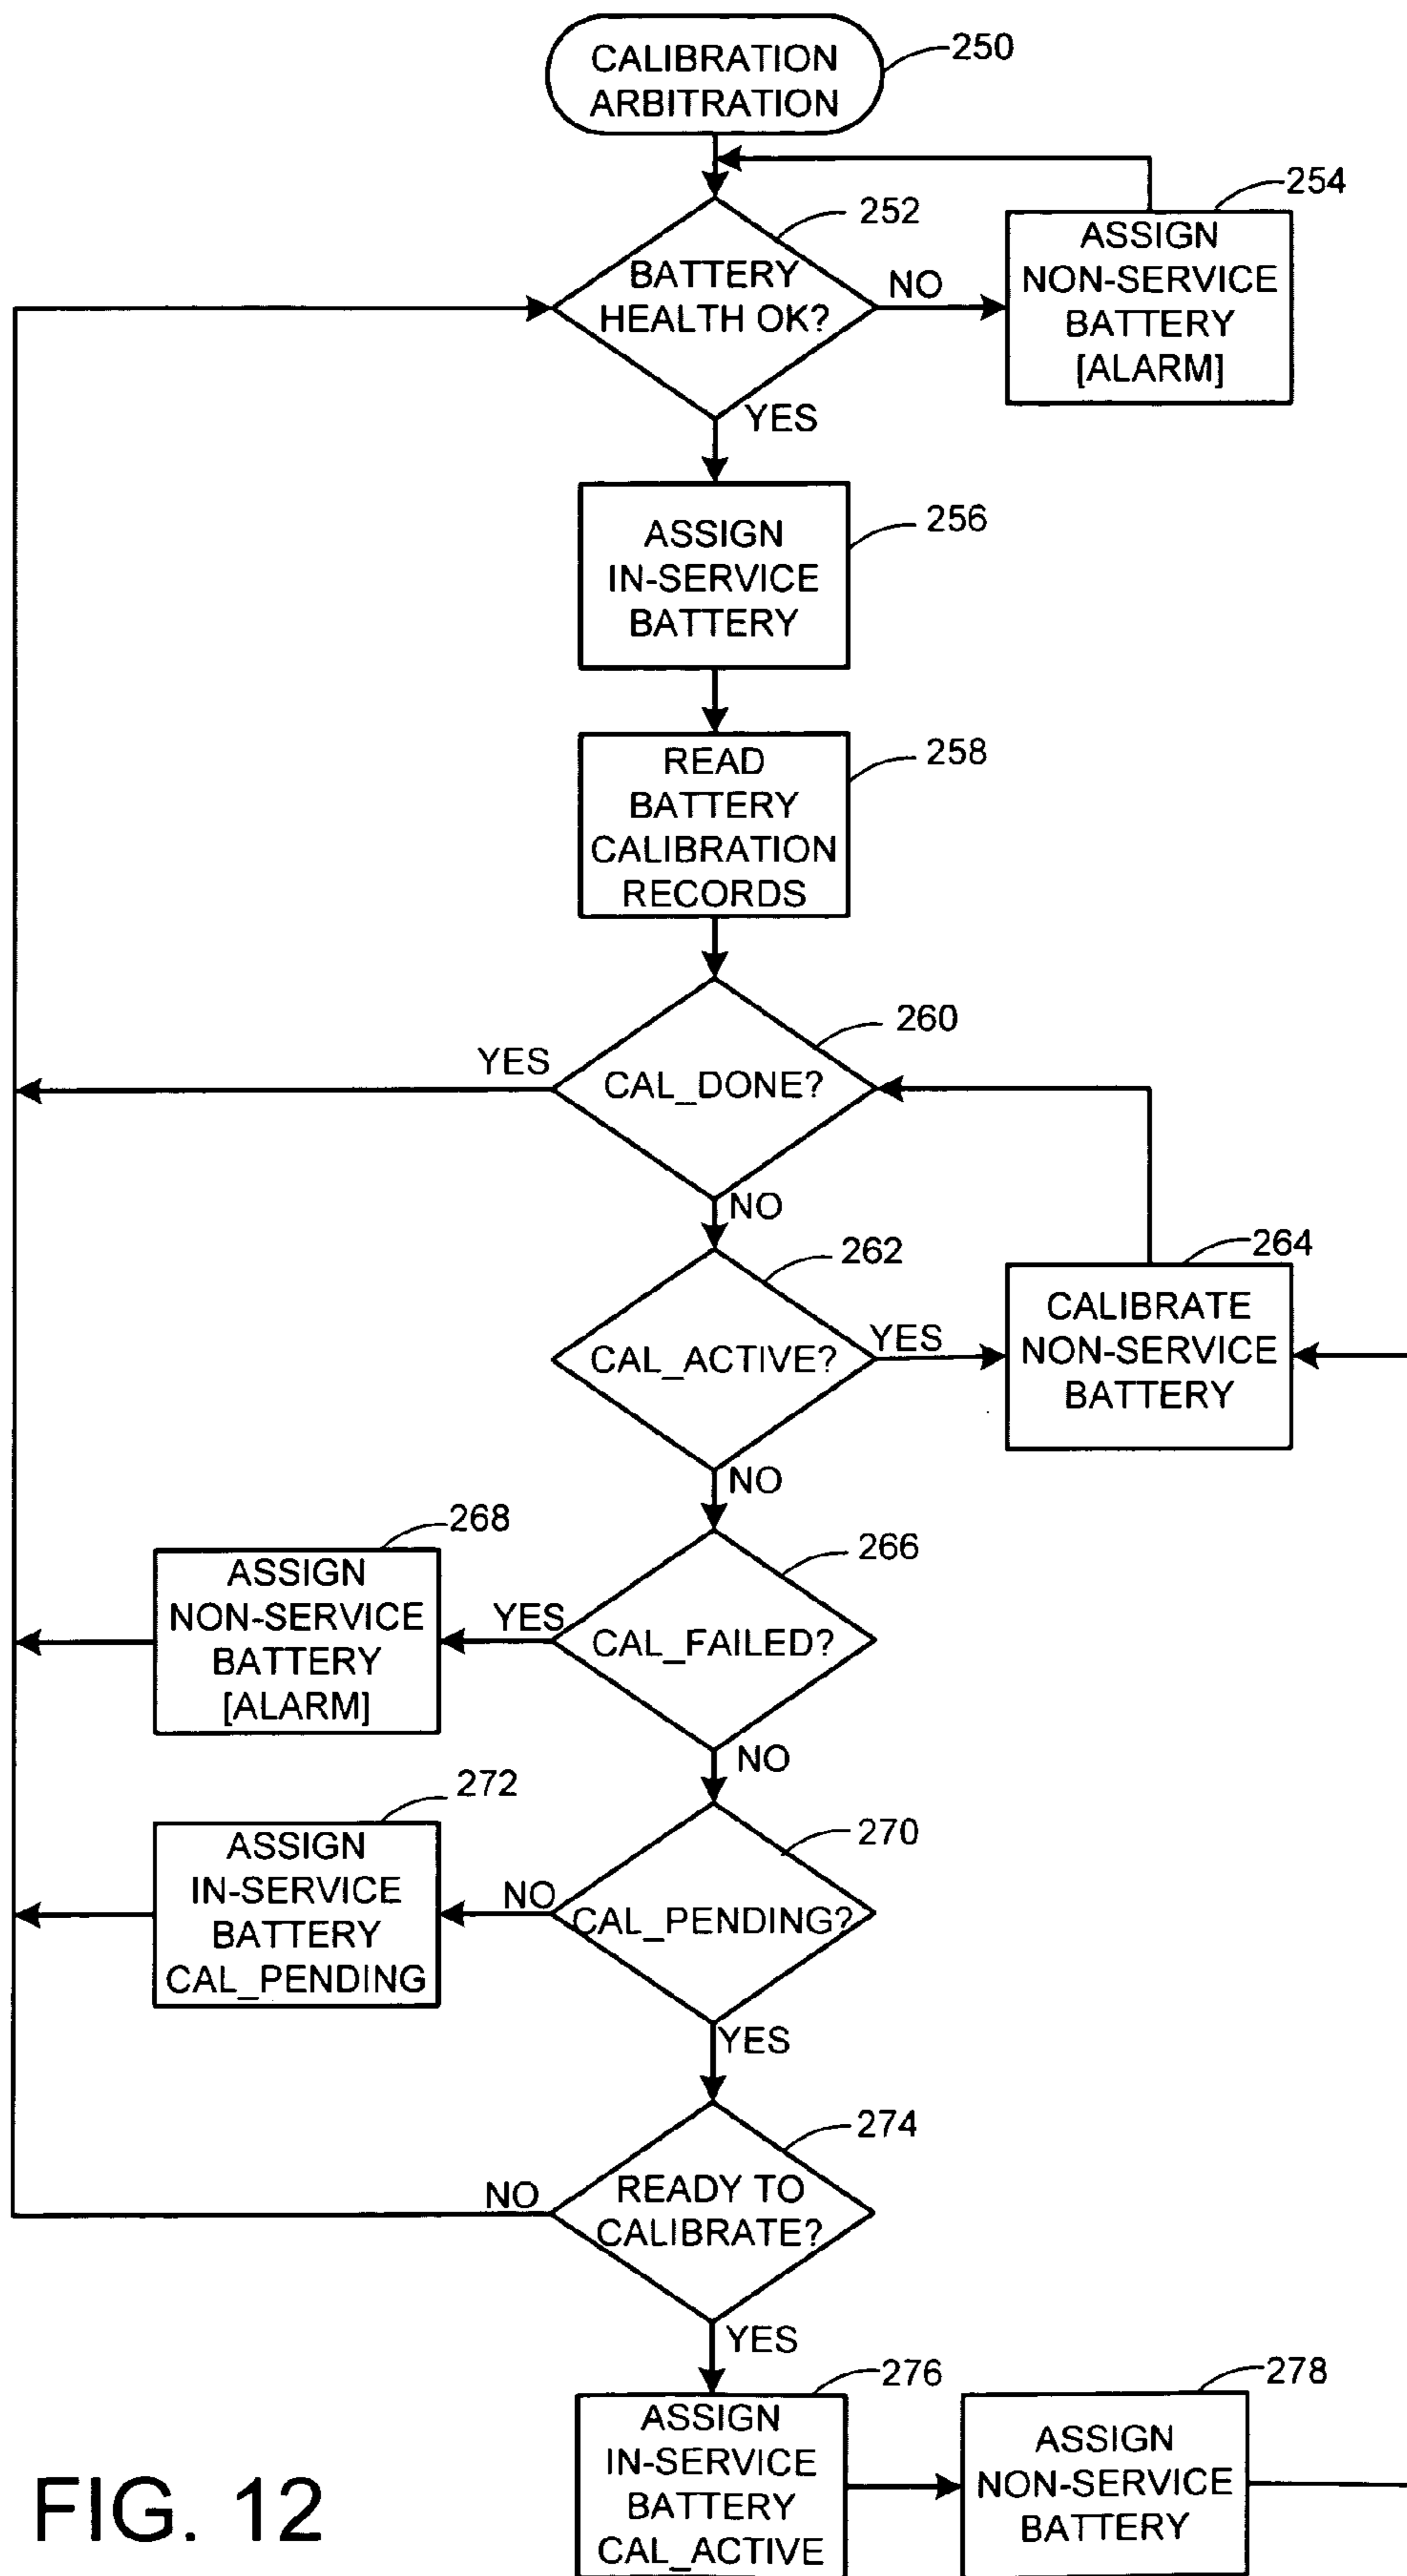 CALIBRATION
ARBITRATION
250
252
BATTERY
HEALTH OK?
NO
254
ASSIGN
NON-SERVICE
BATTERY
[ALARM]
YES
256
ASSIGN
IN-SERVICE
BATTERY
258
READ
BATTERY
CALIBRATION
RECORDS
260
YES
CAL_DONE?
NO
262
CAL_ACTIVE?
YES
264
CALIBRATE
NON-SERVICE
BATTERY
NO
268
ASSIGN
NON-SERVICE
BATTERY
[ALARM]
YES
266
CAL_FAILED?
NO
272
ASSIGN
IN-SERVICE
BATTERY
CAL_PENDING
NO
270
CAL_PENDING?
YES
274
NO
READY TO
CALIBRATE?
YES
276
ASSIGN
IN-SERVICE
BATTERY
CAL_ACTIVE
278
ASSIGN
NON-SERVICE
BATTERY
FIG. 12